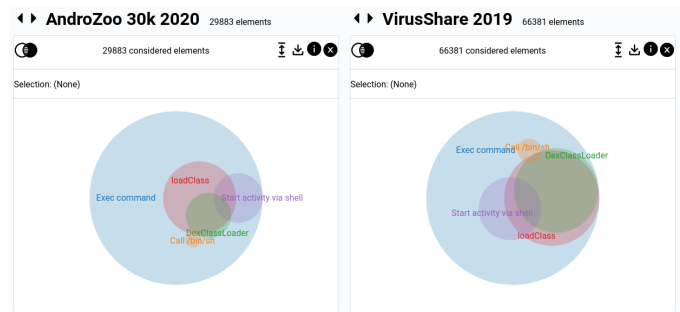 AndroZoo 30k 2020 29883 elements
29883 considered elements
Selection: (None)
loadClass
Exec command
Start activity via shell
DexClassLoader
Call /bin/sh
VirusShare 2019 66381 elements
66381 considered elements
Selection: (None)
Call /bin/sh
Exec command
DexClassLoader
Start activity via shell
loadClass